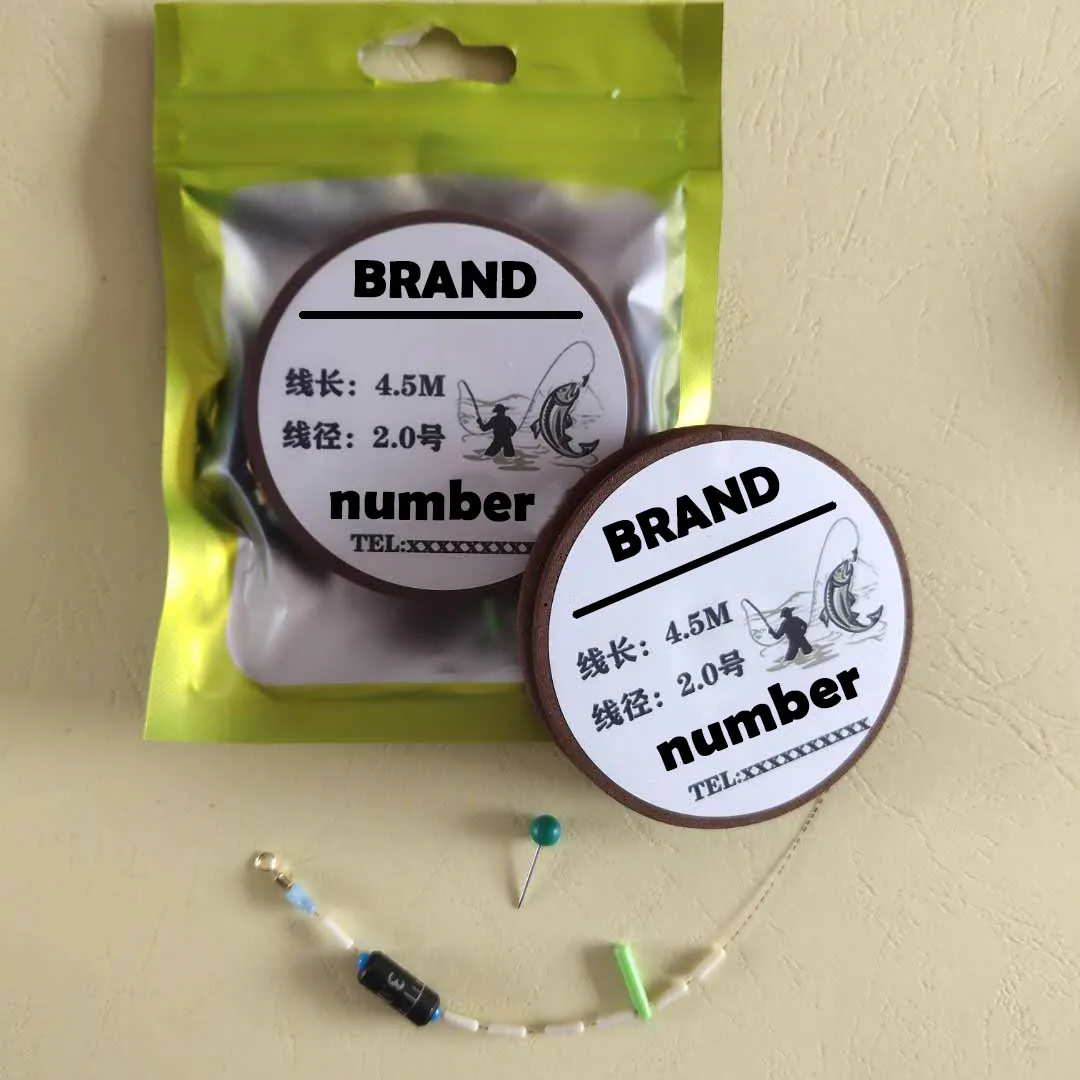 BRAND
线长：4.5M
线径：2.0号
number
TEL:xxxxxxxxx
BRAND
线长：4.5M
线径：2.0号
number
TEL:xxxxxxxxxxx